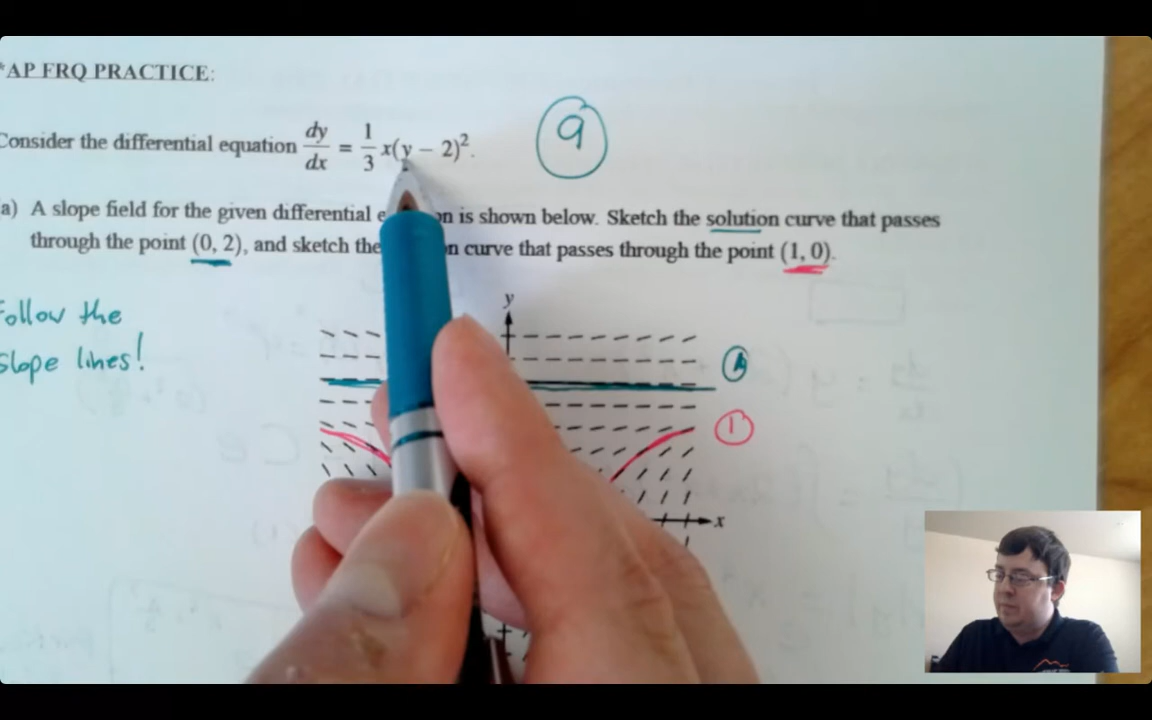 *AP FRQ PRACTICE:
Consider the differential equation dy/dx = 1/3 x(y − 2)².
9
a) A slope field for the given differential e n is shown below. Sketch the solution curve that passes
through the point (0, 2), and sketch the n curve that passes through the point (1, 0).
Follow the
slope lines!
y
1
x